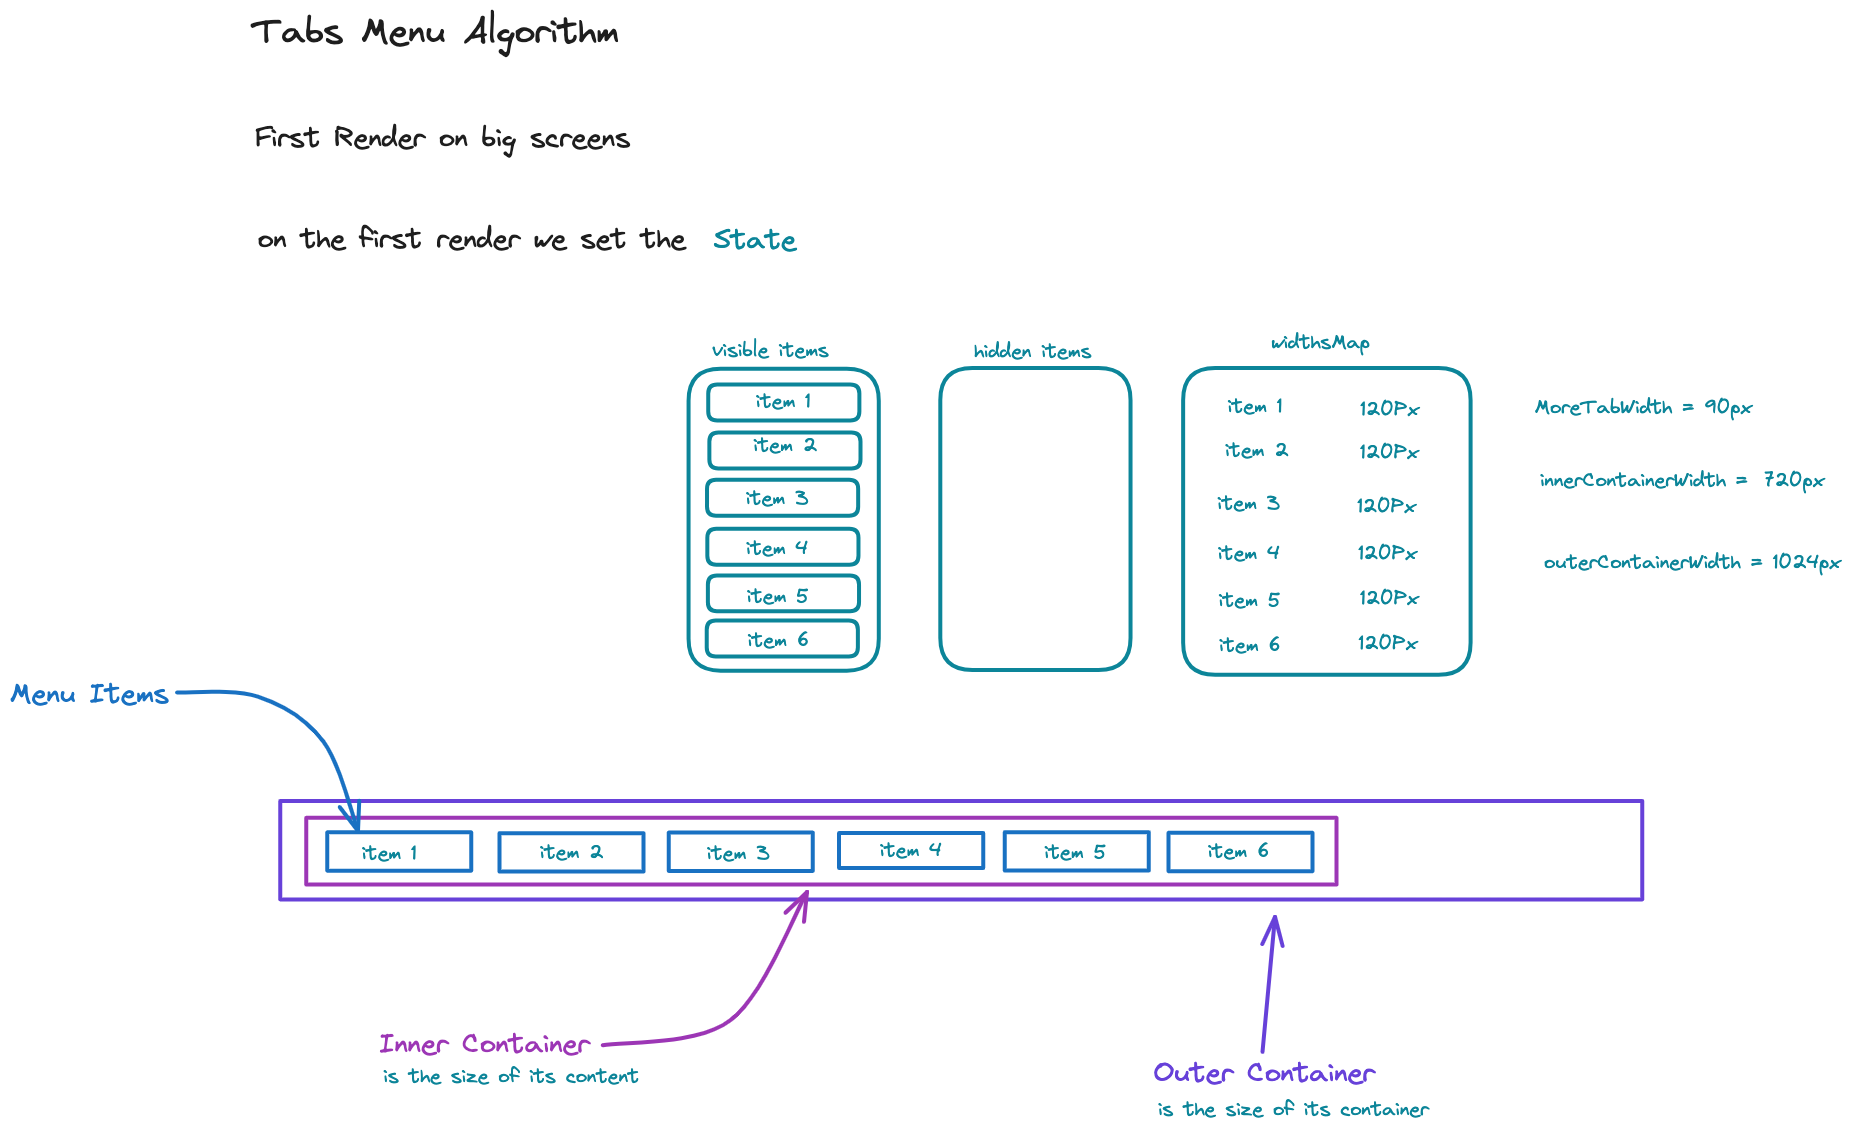 Tabs Menu Algorithm
First Render on big screens
on the first render we set the State
visible items
item 1
item 2
item 3
item 4
item 5
item 6
hidden items
widthsMap
item 1 120Px
item 2 120Px
item 3 120Px
item 4 120Px
item 5 120Px
item 6 120Px
MoreTabWidth = 90px
innerContainerWidth = 720px
outerContainerWidth = 1024px
Menu Items
item 1 item 2 item 3 item 4 item 5 item 6
Inner Container
is the size of its content
Outer Container
is the size of its container